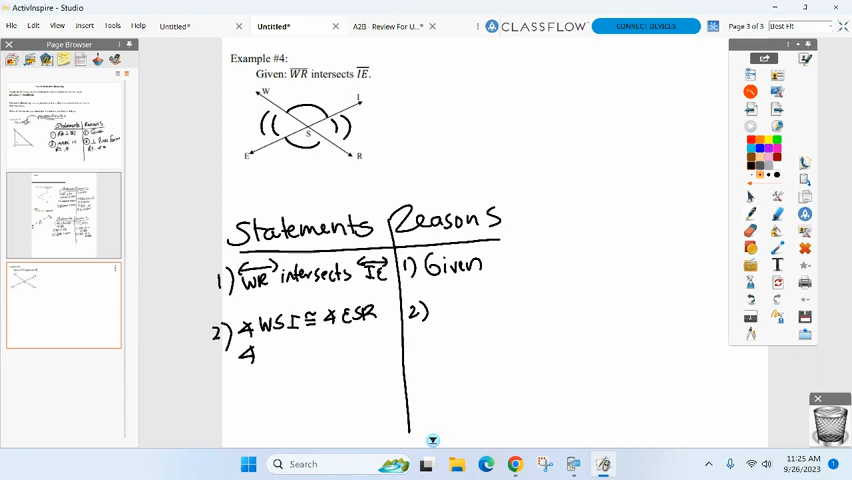 ActivInspire - Studio
File Edit View Insert Tools Help
Untitled* Untitled* A2B - Review For U...* CLASSFLOW CONNECT DEVICES Page 3 of 3 Best Fit
Page Browser
Example #4:
Given: WR intersects IE.
W
I
S
E
R
Statements Reasons
1) WR intersects IE 1) Given
2) ∡ WSI ≅ ∡ ESR 2)
∡
Search
11:25 AM
9/26/2023